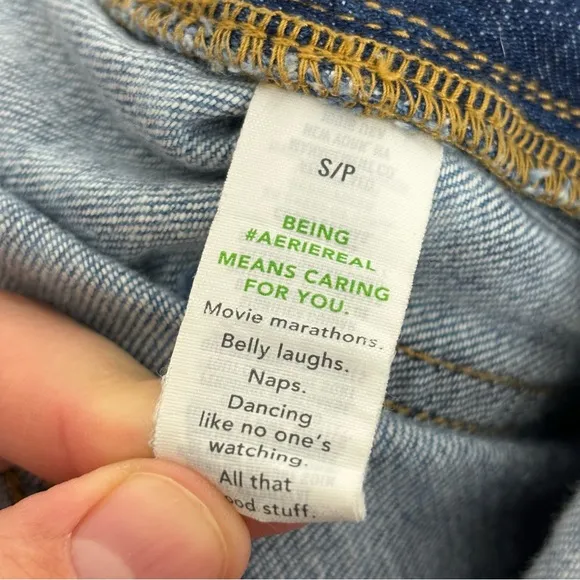 S/P
BEING
#AERIEREAL
MEANS CARING
FOR YOU.
Movie marathons.
Belly laughs.
Naps.
Dancing
like no one's
watching.
All that
stuff.